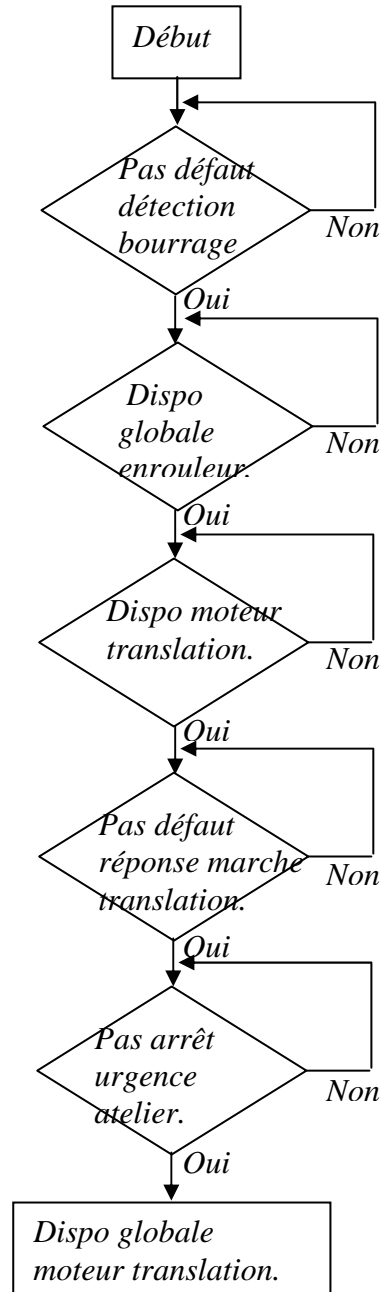 Début
Pas défaut
détection
bourrage
Non
Oui
Dispo
globale
enrouleur.
Non
Oui
Dispo moteur
translation.
Non
Oui
Pas défaut
réponse marche
translation.
Non
Oui
Pas arrêt
urgence
atelier.
Non
Oui
Dispo globale
moteur translation.